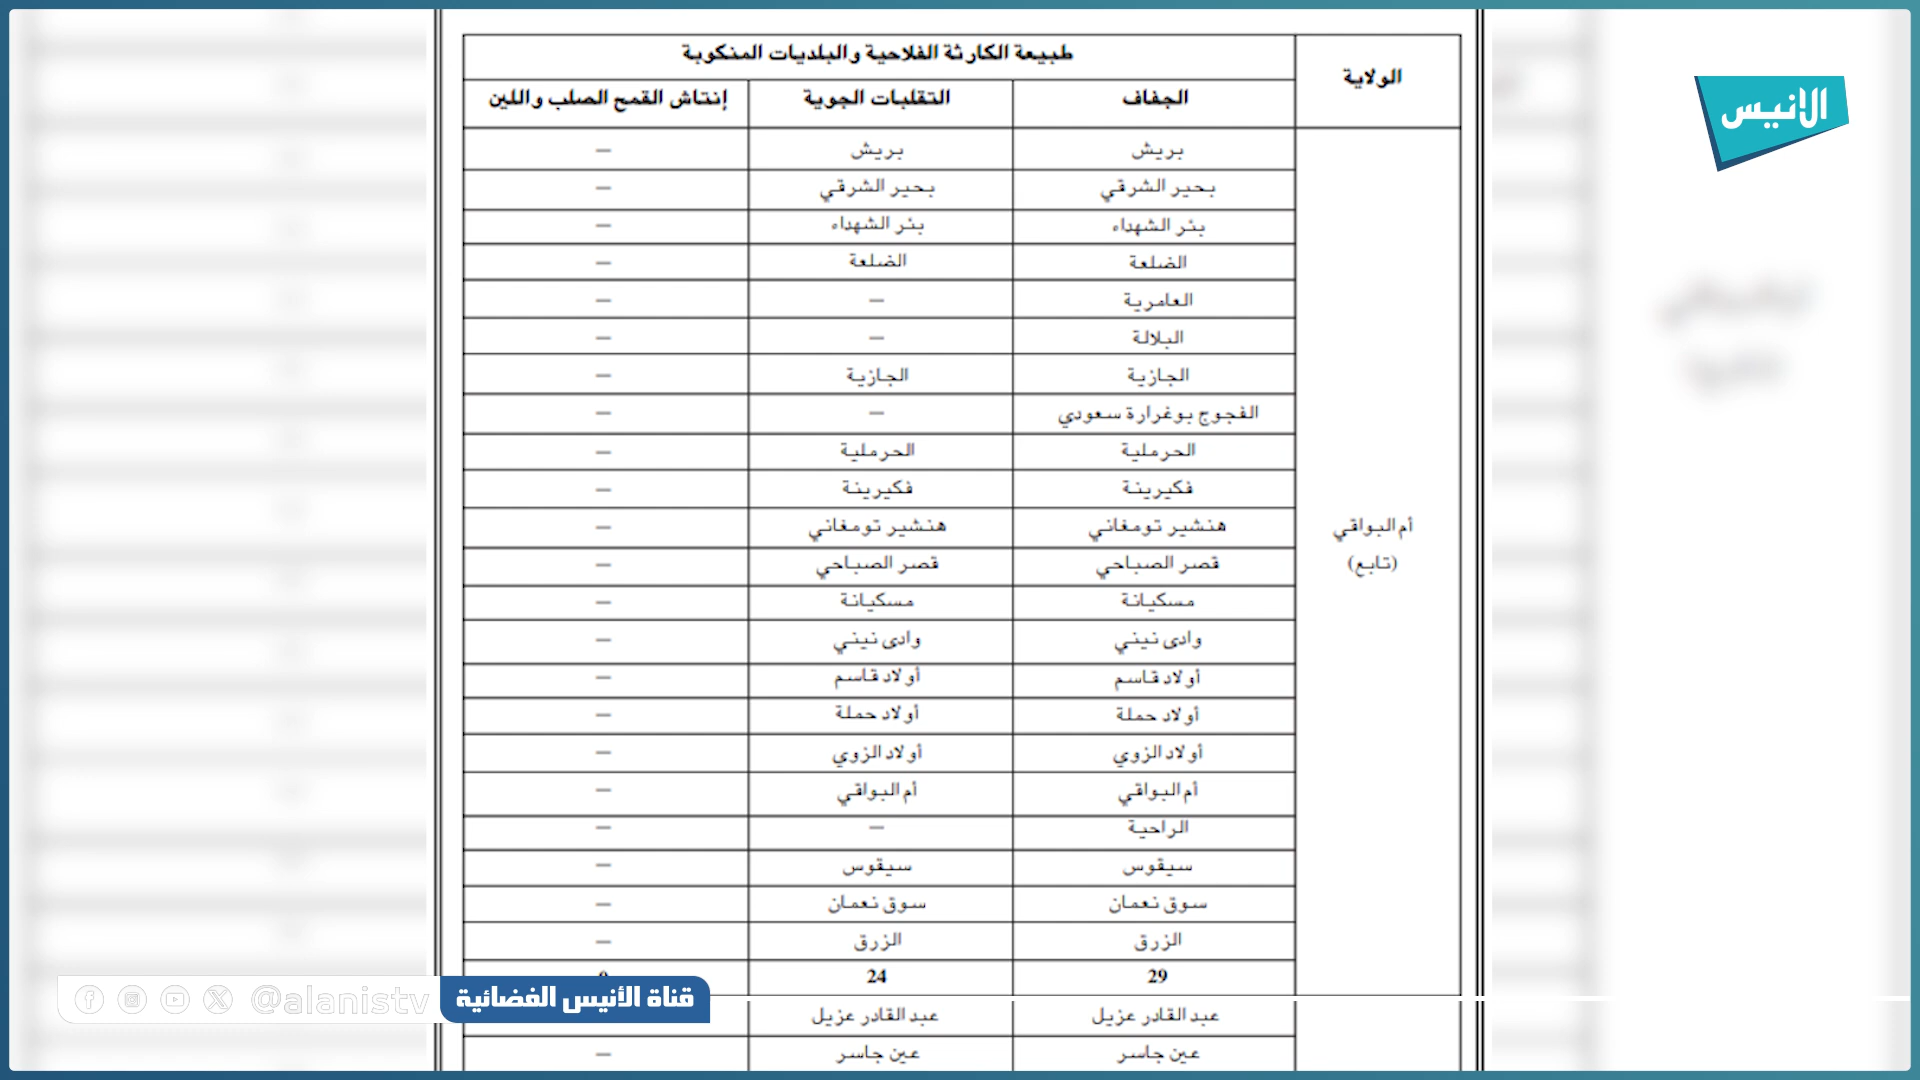 الانيس
الولاية
طبيعة الكارثة الفلاحية والبلديات المنكوبة
الجفاف التقلبات الجوية إنتاش القمح الصلب واللين
أم البواقي
(تابع)
بريش بريش —
بحير الشرقي بحير الشرقي —
بئر الشهداء بئر الشهداء —
الضلعة الضلعة —
العامرية — —
البلالة — —
الجازية الجازية —
الفجوج بوغرارة سعودي — —
الحرملية الحرملية —
فكيرينة فكيرينة —
هنشير تومغاني هنشير تومغاني —
قصر الصباحي قصر الصباحي —
مسكيانة مسكيانة —
وادي نيني وادي نيني —
أولاد قاسم أولاد قاسم —
أولاد حملة أولاد حملة —
أولاد الزوي أولاد الزوي —
أم البواقي أم البواقي —
الراحية — —
سيقوس سيقوس —
سوق نعمان سوق نعمان —
الزرق الزرق —
29 24
عبد القادر عزيل عبد القادر عزيل
عين جاسر عين جاسر —
قناة الأنيس الفضائية
@alanistv